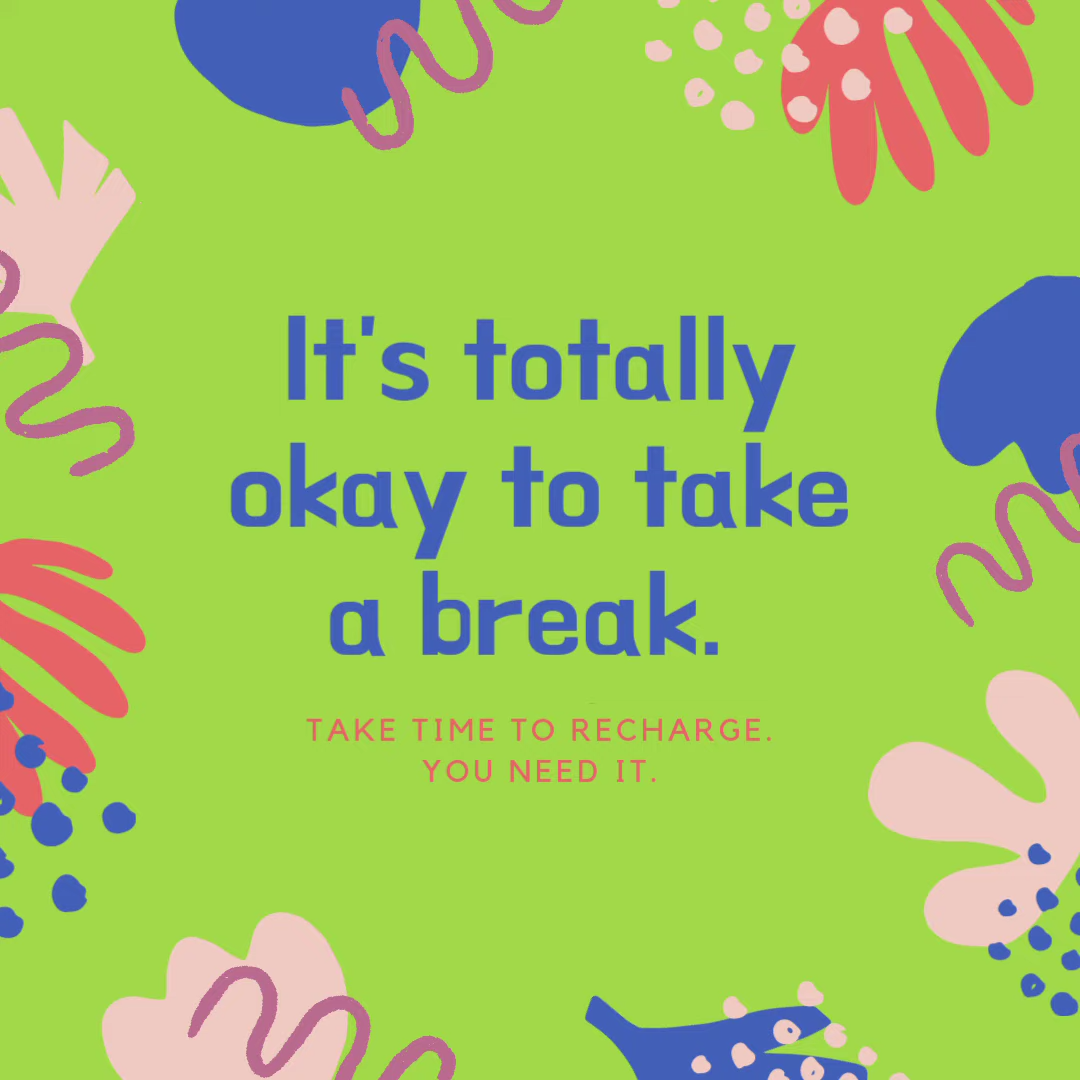 It's totally
okay to take
a break.
TAKE TIME TO RECHARGE.
YOU NEED IT.